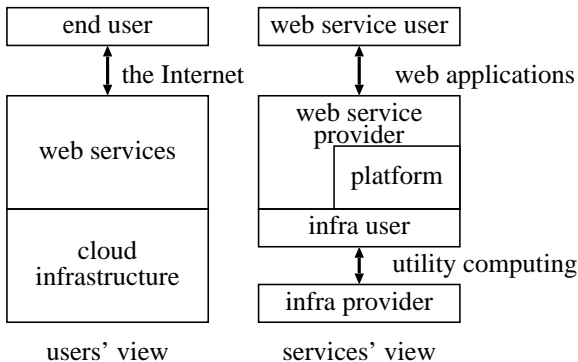 end user
the Internet
web services
cloud
infrastructure
users' view
web service user
web applications
web service
provider
platform
infra user
utility computing
infra provider
services' view